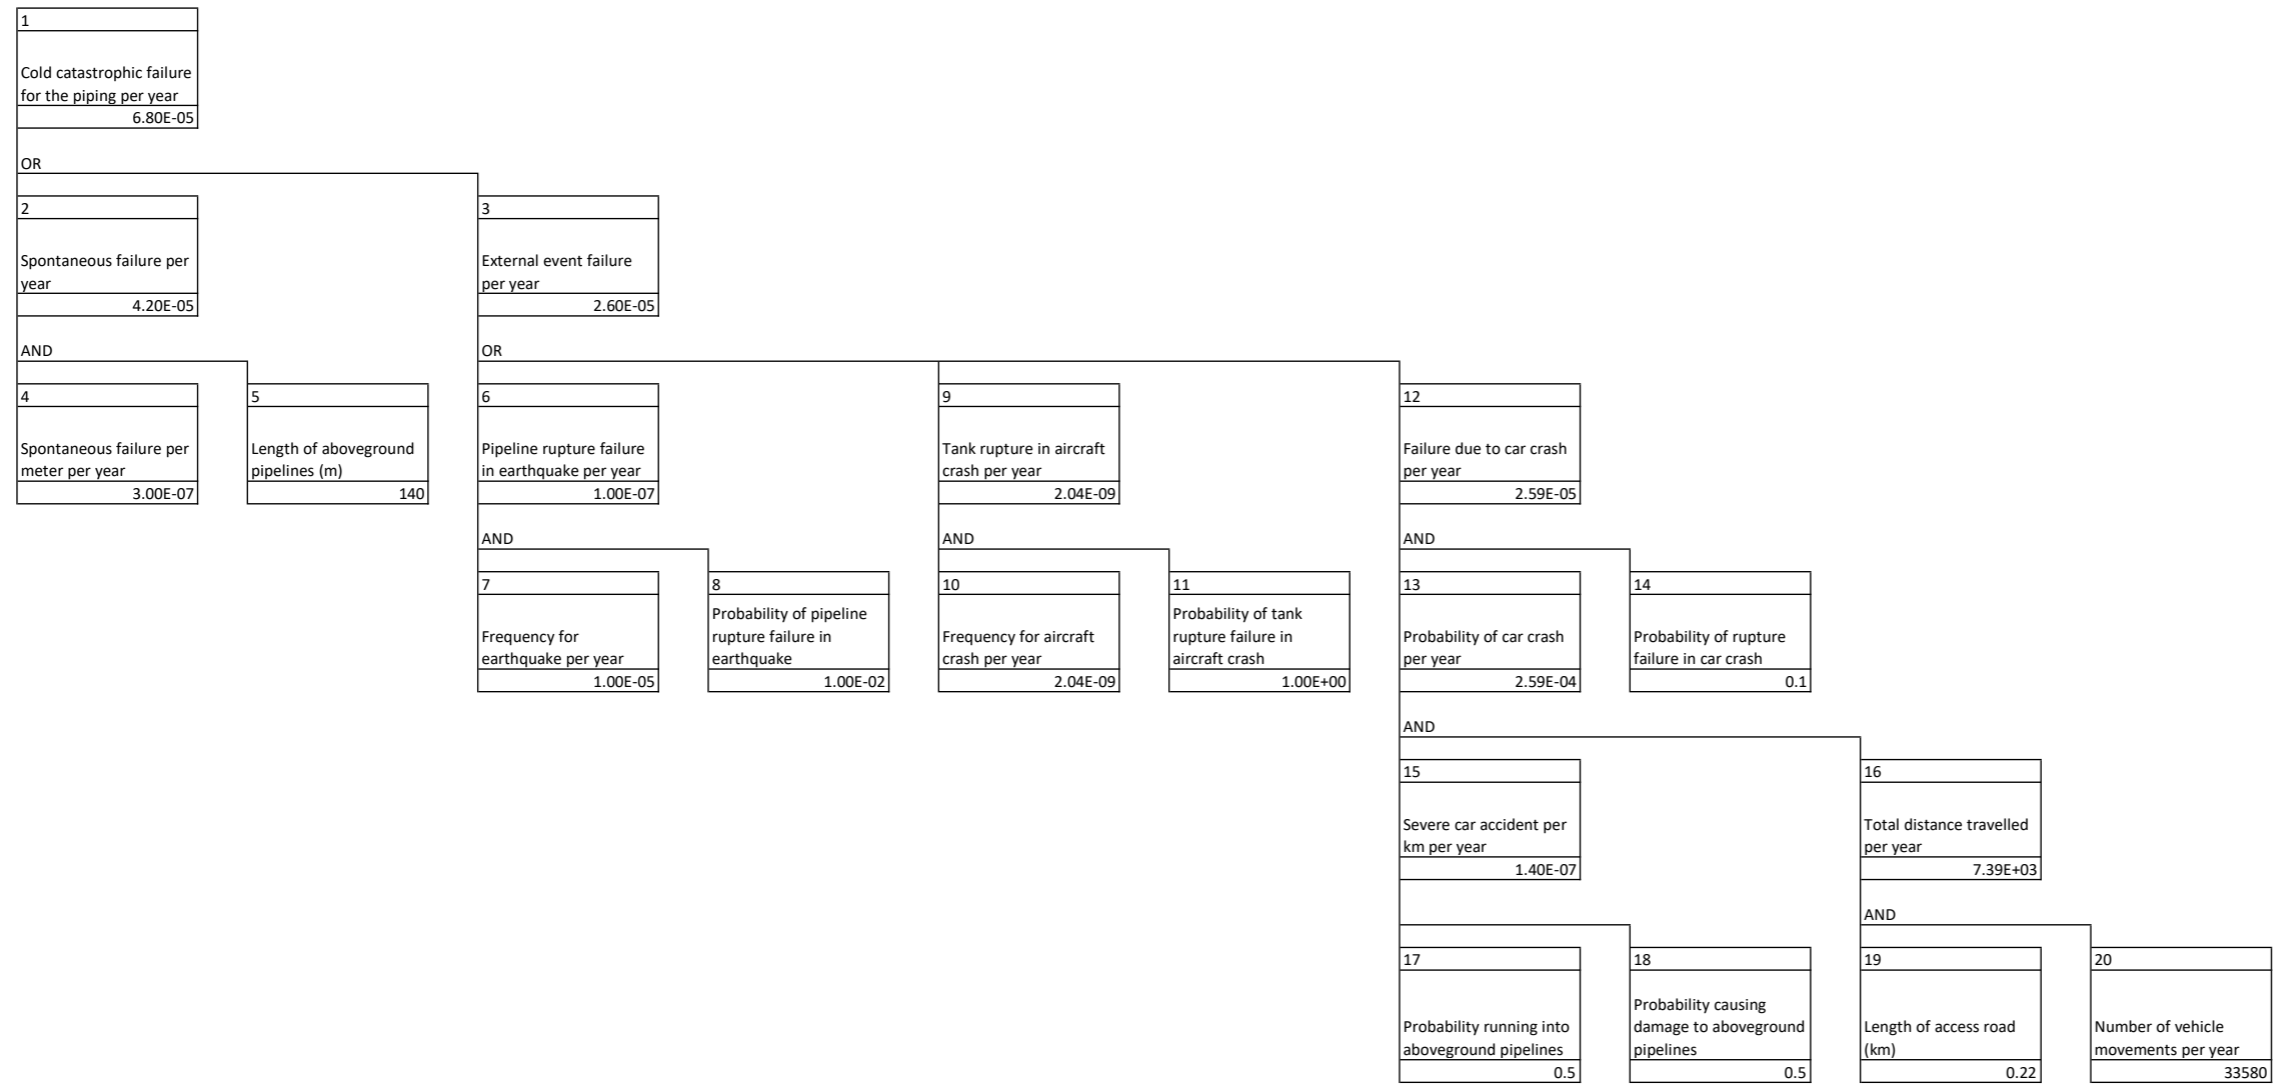 1
Cold catastrophic failure
for the piping per year
6.80E-05
OR
2
Spontaneous failure per
year
4.20E-05
3
External event failure
per year
2.60E-05
AND
OR
4
Spontaneous failure per
meter per year
3.00E-07
5
Length of aboveground
pipelines (m)
140
6
Pipeline rupture failure
in earthquake per year
1.00E-07
9
Tank rupture in aircraft
crash per year
2.04E-09
12
Failure due to car crash
per year
2.59E-05
AND
AND
AND
7
Frequency for
earthquake per year
1.00E-05
8
Probability of pipeline
rupture failure in
earthquake
1.00E-02
10
Frequency for aircraft
crash per year
2.04E-09
11
Probability of tank
rupture failure in
aircraft crash
1.00E+00
13
Probability of car crash
per year
2.59E-04
14
Probability of rupture
failure in car crash
0.1
AND
15
Severe car accident per
km per year
1.40E-07
16
Total distance travelled
per year
7.39E+03
AND
17
Probability running into
aboveground pipelines
0.5
18
Probability causing
damage to aboveground
pipelines
0.5
19
Length of access road
(km)
0.22
20
Number of vehicle
movements per year
33580